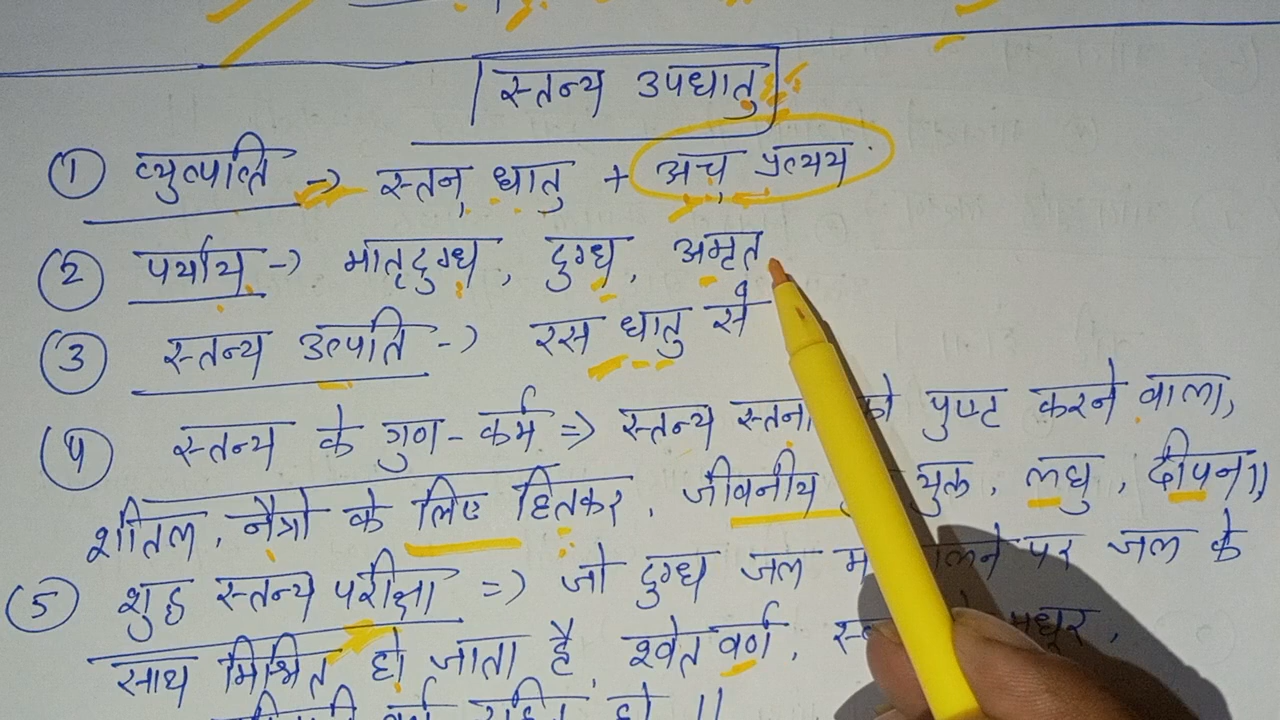 स्तन्य उपधातु
① व्युत्पत्ति → स्तन् धातु + अच् प्रत्यय
② पर्याय → मातृदुग्ध, दुग्ध, अमृत
③ स्तन्य उत्पति → रस धातु से
④ स्तन्य के गुण - कर्म ⇒ स्तन्य को पुष्ट करने वाला,
शीतल, नेत्रो के लिए हितकर, जीवनीय युक्त, लघु, दीपन॥
⑤ शुद्ध स्तन्य परीक्षा ⇒ जो दुग्ध जल पर जल के
साथ मिश्रित हो जाता है, श्वेत वर्ण,